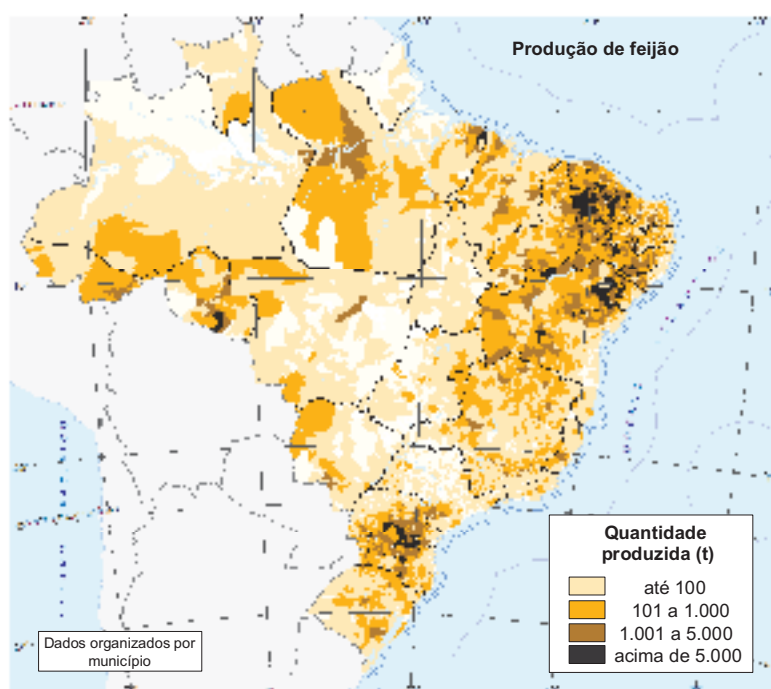 Produção de feijão
Quantidade
produzida (t)
até 100
101 a 1.000
1.001 a 5.000
acima de 5.000
Dados organizados por
município